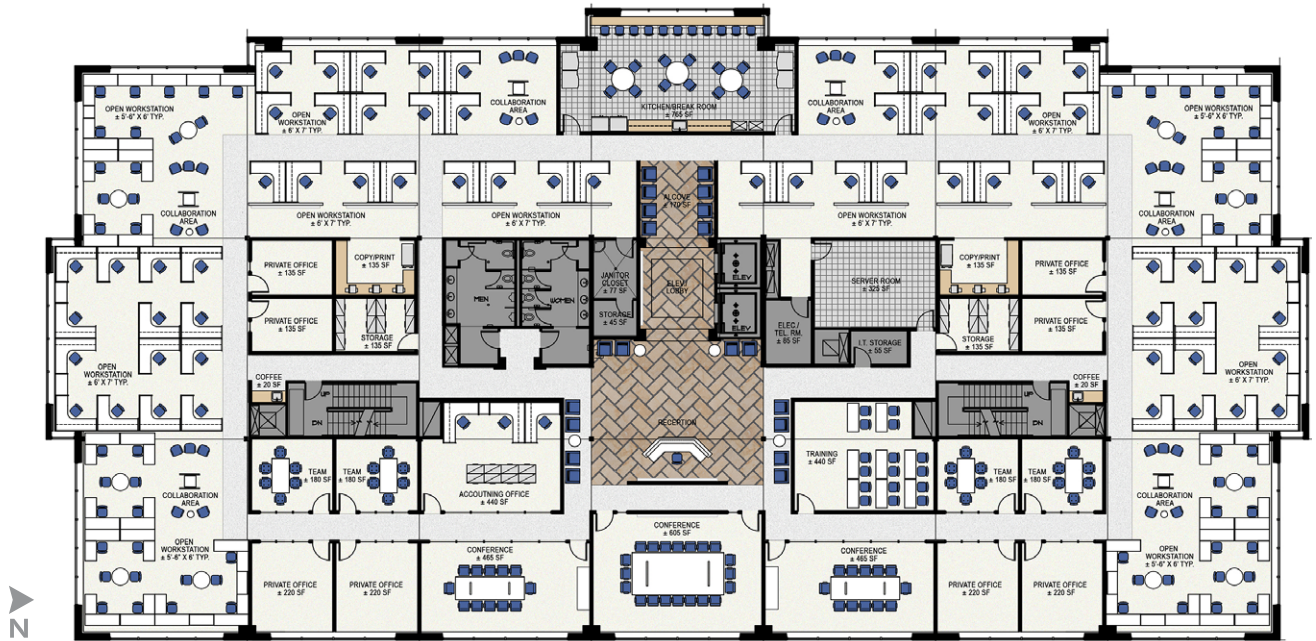 KITCHEN/BREAK ROOM
± 765 SF
OPEN WORKSTATION
± 5'-6" X 6' TYP.
OPEN
WORKSTATION
± 6' X 7' TYP.
COLLABORATION
AREA
COLLABORATION
AREA
OPEN
WORKSTATION
± 6' X 7' TYP.
OPEN WORKSTATION
± 5'-6" X 6' TYP.
COLLABORATION
AREA
OPEN WORKSTATION
± 6' X 7' TYP.
OPEN WORKSTATION
± 6' X 7' TYP.
ALCOVE
± 170 SF
OPEN WORKSTATION
± 6' X 7' TYP.
COLLABORATION
AREA
PRIVATE OFFICE
± 135 SF
COPY/PRINT
± 135 SF
MEN
WOMEN
JANITOR
CLOSET
± 77 SF
STORAGE
± 45 SF
ELEV.
LOBBY
ELEV
ELEV
ELEC./
TEL. RM.
± 85 SF
SERVER ROOM
± 325 SF
I.T. STORAGE
± 55 SF
COPY/PRINT
± 135 SF
PRIVATE OFFICE
± 135 SF
PRIVATE OFFICE
± 135 SF
STORAGE
± 135 SF
STORAGE
± 135 SF
PRIVATE OFFICE
± 135 SF
OPEN
WORKSTATION
± 6' X 7' TYP.
COFFEE
± 20 SF
UP
DN
COFFEE
± 20 SF
UP
DN
OPEN
WORKSTATION
± 6' X 7' TYP.
RECEPTION
COLLABORATION
AREA
TEAM
± 180 SF
TEAM
± 180 SF
ACCOUTNING OFFICE
± 440 SF
TRAINING
± 440 SF
TEAM
± 180 SF
TEAM
± 180 SF
COLLABORATION
AREA
OPEN
WORKSTATION
± 5'-6" X 6' TYP.
PRIVATE OFFICE
± 220 SF
PRIVATE OFFICE
± 220 SF
CONFERENCE
± 465 SF
CONFERENCE
± 605 SF
CONFERENCE
± 465 SF
PRIVATE OFFICE
± 220 SF
PRIVATE OFFICE
± 220 SF
OPEN
WORKSTATION
± 5'-6" X 6' TYP.
N